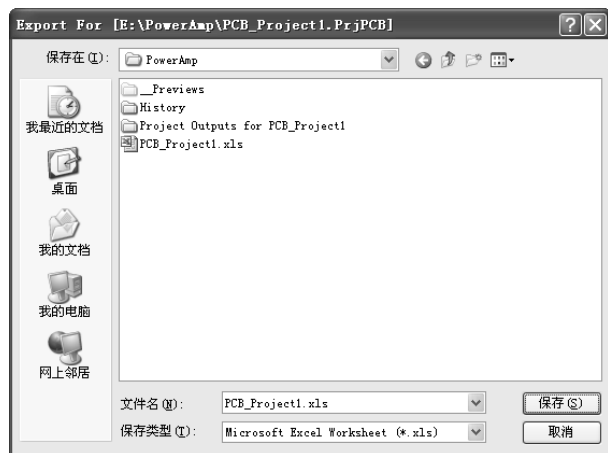 Export For [E:\PowerAmp\PCB_Project1.PrjPCB]
保存在(I):
PowerAmp
__Previews
History
Project Outputs for PCB_Project1
PCB_Project1.xls
我最近的文档
桌面
我的文档
我的电脑
网上邻居
文件名(N):
PCB_Project1.xls
保存(S)
保存类型(T):
Microsoft Excel Worksheet (*.xls)
取消